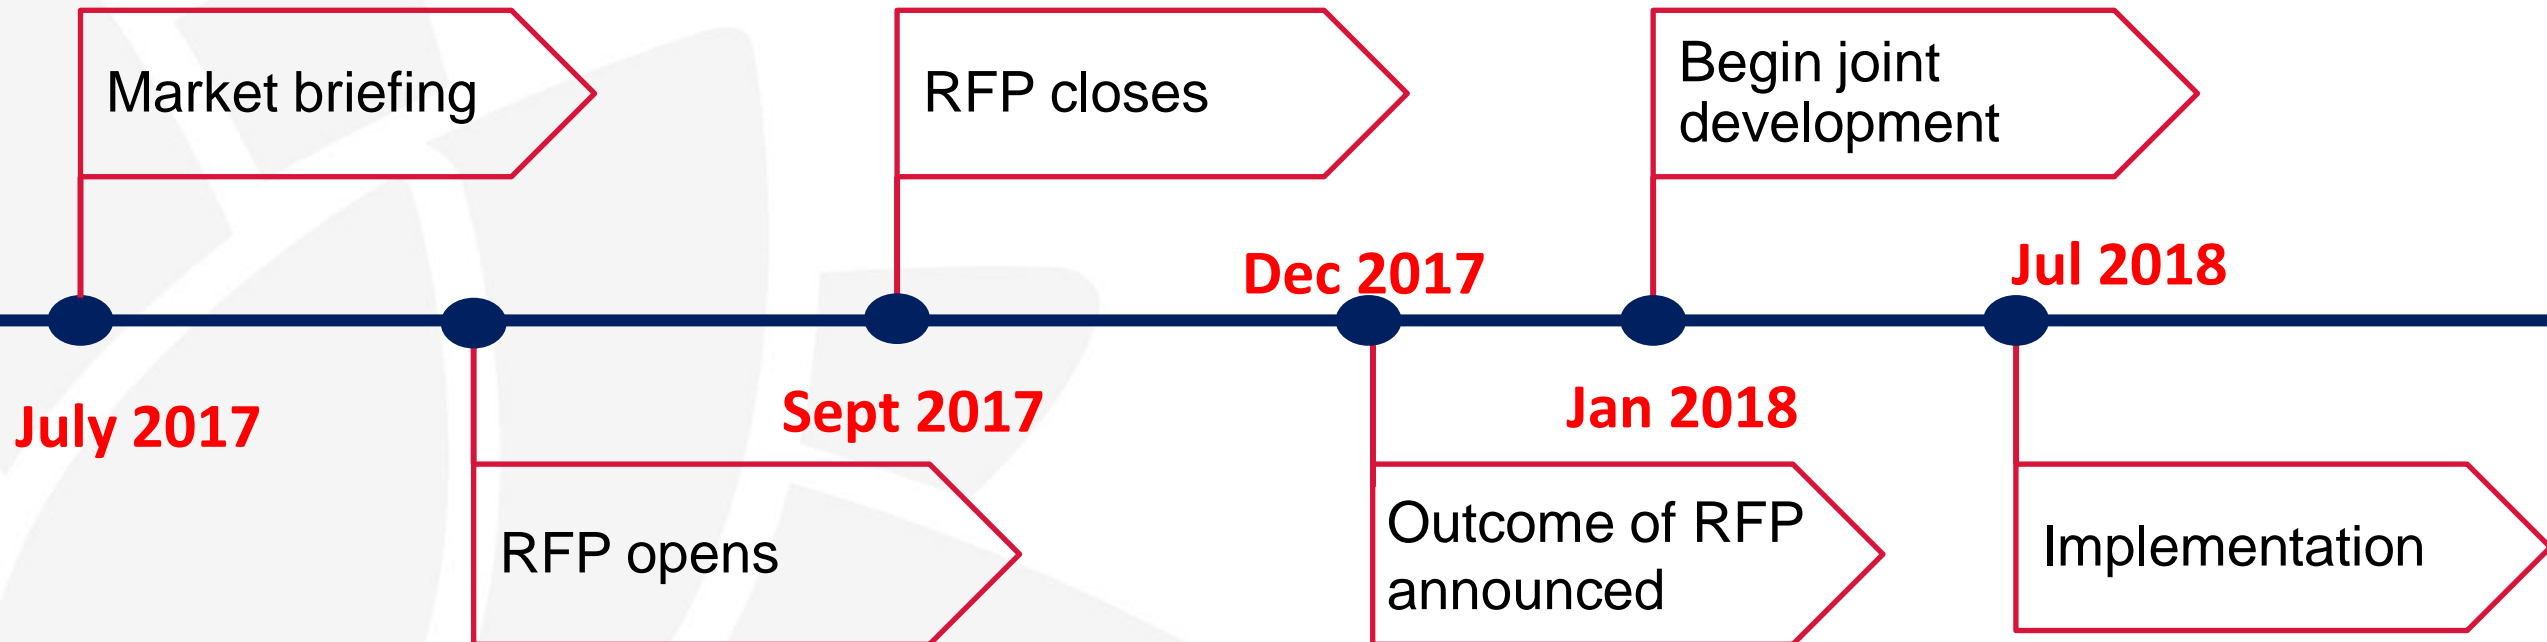 Market briefing
RFP closes
Begin joint
development
Dec 2017
Jul 2018
July 2017
Sept 2017
Jan 2018
RFP opens
Outcome of RFP
announced
Implementation